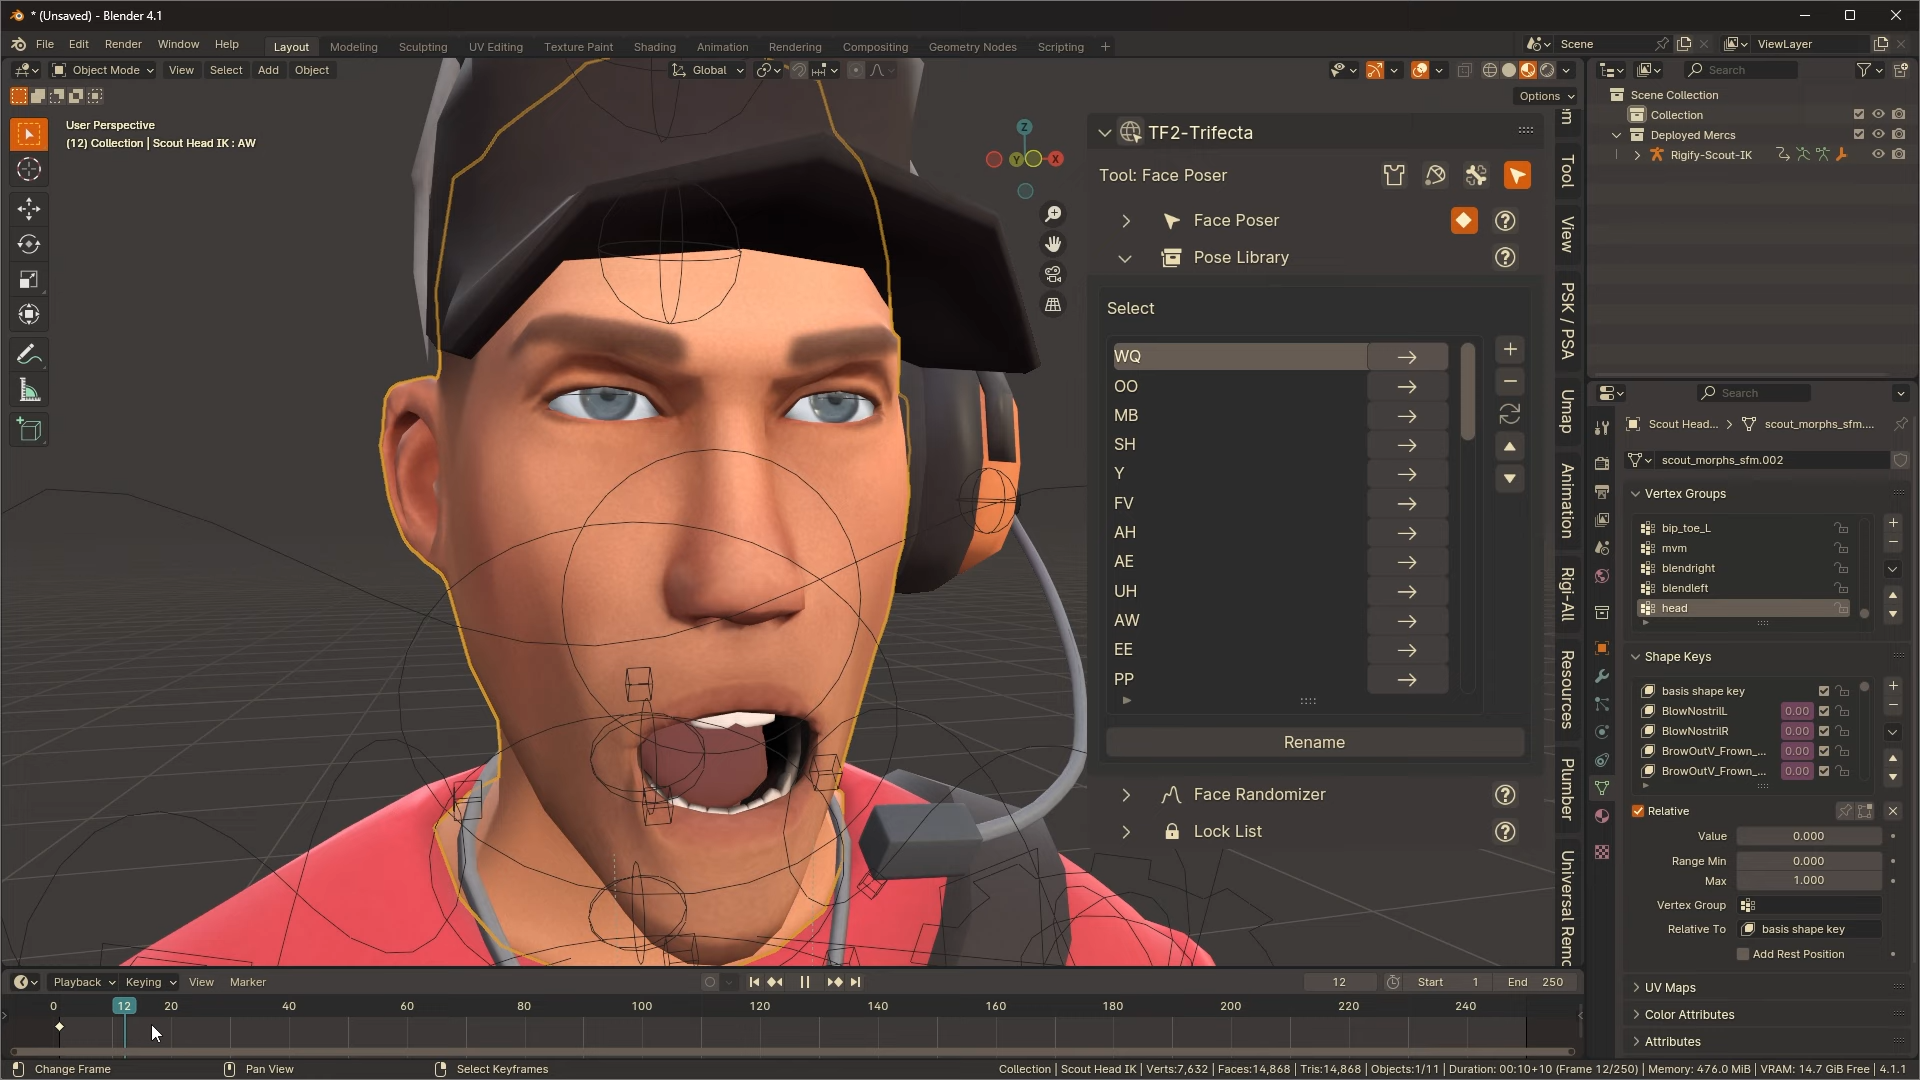 * (Unsaved) - Blender 4.1
File Edit Render Window Help
Layout Modeling Sculpting UV Editing Texture Paint Shading Animation Rendering Compositing Geometry Nodes Scripting +
Scene
ViewLayer
Object Mode View Select Add Object
Global
Options
Search
User Perspective
(12) Collection | Scout Head IK : AW
Z
Y
X
TF2-Trifecta
Tool: Face Poser
Face Poser
Pose Library
Select
WQ
OO
MB
SH
Y
FV
AH
AE
UH
AW
EE
PP
Rename
Face Randomizer
Lock List
Tool
View
PSK / PSA
Umap
Animation
Rigi-All
Resources
Plumber
Universal Remo
Scene Collection
Collection
Deployed Mercs
Rigify-Scout-IK
Search
Scout Head... > scout_morphs_sfm....
scout_morphs_sfm.002
Vertex Groups
bip_toe_L
mvm
blendright
blendleft
head
Shape Keys
basis shape key
BlowNostrilL 0.00
BlowNostrilR 0.00
BrowOutV_Frown_... 0.00
BrowOutV_Frown_... 0.00
Relative
Value 0.000
Range Min 0.000
Max 1.000
Vertex Group
Relative To basis shape key
Add Rest Position
UV Maps
Color Attributes
Attributes
Playback Keying View Marker
12 Start 1 End 250
0 12 20 40 60 80 100 120 140 160 180 200 220 240
Change Frame Pan View Select Keyframes
Collection | Scout Head IK | Verts:7,632 | Faces:14,868 | Tris:14,868 | Objects:1/11 | Duration: 00:10+10 (Frame 12/250) | Memory: 476.0 MiB | VRAM: 14.7 GiB Free | 4.1.1